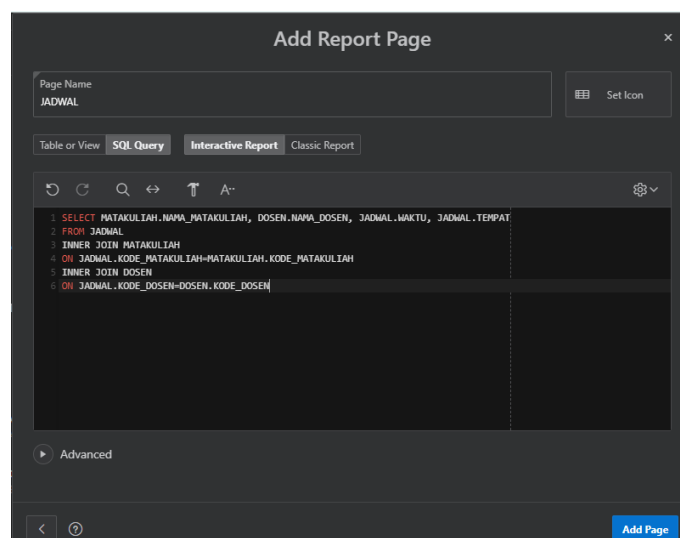 Add Report Page
×
Page Name
JADWAL
Set Icon
Table or View SQL Query Interactive Report Classic Report
A··
1 SELECT MATAKULIAH.NAMA_MATAKULIAH, DOSEN.NAMA_DOSEN, JADWAL.WAKTU, JADWAL.TEMPAT
2 FROM JADWAL
3 INNER JOIN MATAKULIAH
4 ON JADWAL.KODE_MATAKULIAH=MATAKULIAH.KODE_MATAKULIAH
5 INNER JOIN DOSEN
6 ON JADWAL.KODE_DOSEN=DOSEN.KODE_DOSEN
Advanced
Add Page